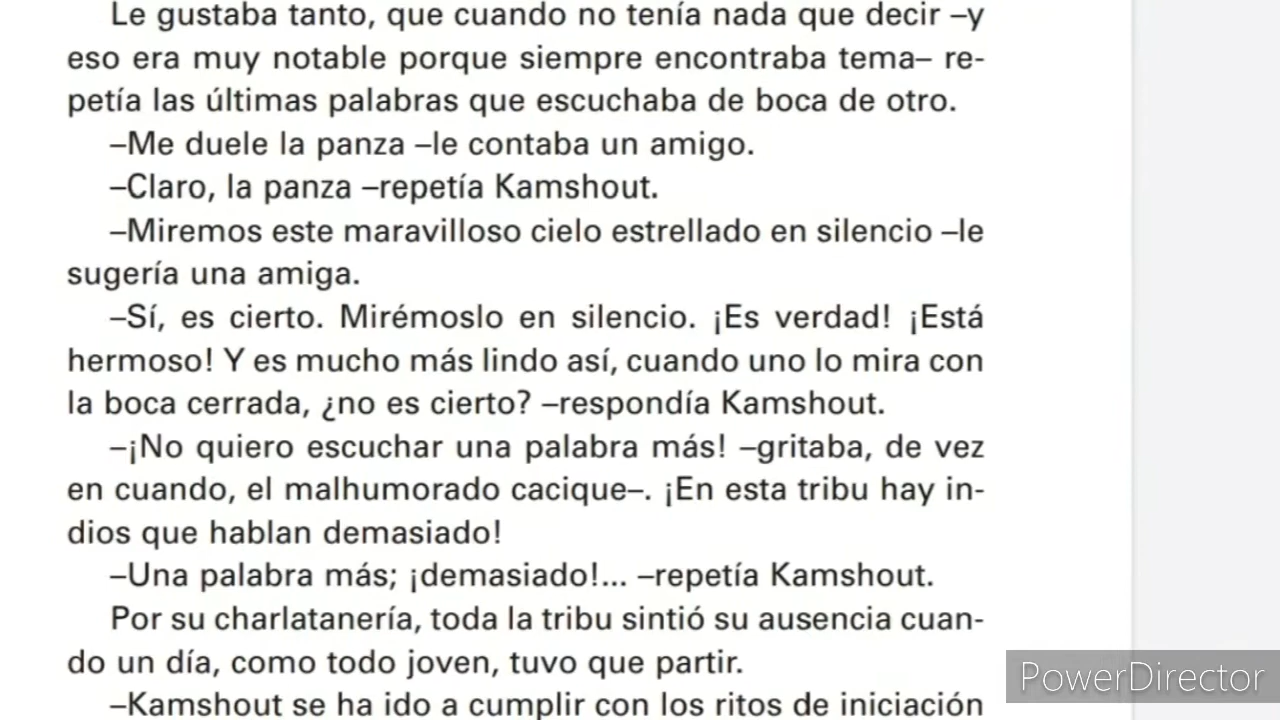 Le gustaba tanto, que cuando no tenía nada que decir –y
eso era muy notable porque siempre encontraba tema– re-
petía las últimas palabras que escuchaba de boca de otro.
–Me duele la panza –le contaba un amigo.
–Claro, la panza –repetía Kamshout.
–Miremos este maravilloso cielo estrellado en silencio –le
sugería una amiga.
–Sí, es cierto. Mirémoslo en silencio. ¡Es verdad! ¡Está
hermoso! Y es mucho más lindo así, cuando uno lo mira con
la boca cerrada, ¿no es cierto? –respondía Kamshout.
–¡No quiero escuchar una palabra más! –gritaba, de vez
en cuando, el malhumorado cacique–. ¡En esta tribu hay in-
dios que hablan demasiado!
–Una palabra más; ¡demasiado!... –repetía Kamshout.
Por su charlatanería, toda la tribu sintió su ausencia cuan-
do un día, como todo joven, tuvo que partir.
–Kamshout se ha ido a cumplir con los ritos de iniciación
PowerDirector